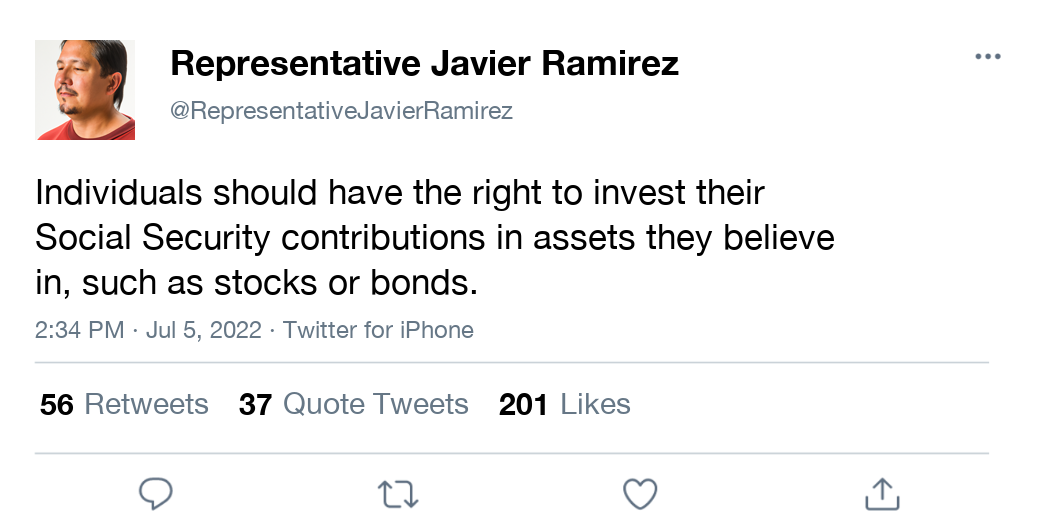 Representative Javier Ramirez
@RepresentativeJavierRamirez
Individuals should have the right to invest their
Social Security contributions in assets they believe
in, such as stocks or bonds.
2:34 PM · Jul 5, 2022 · Twitter for iPhone
56 Retweets 37 Quote Tweets 201 Likes